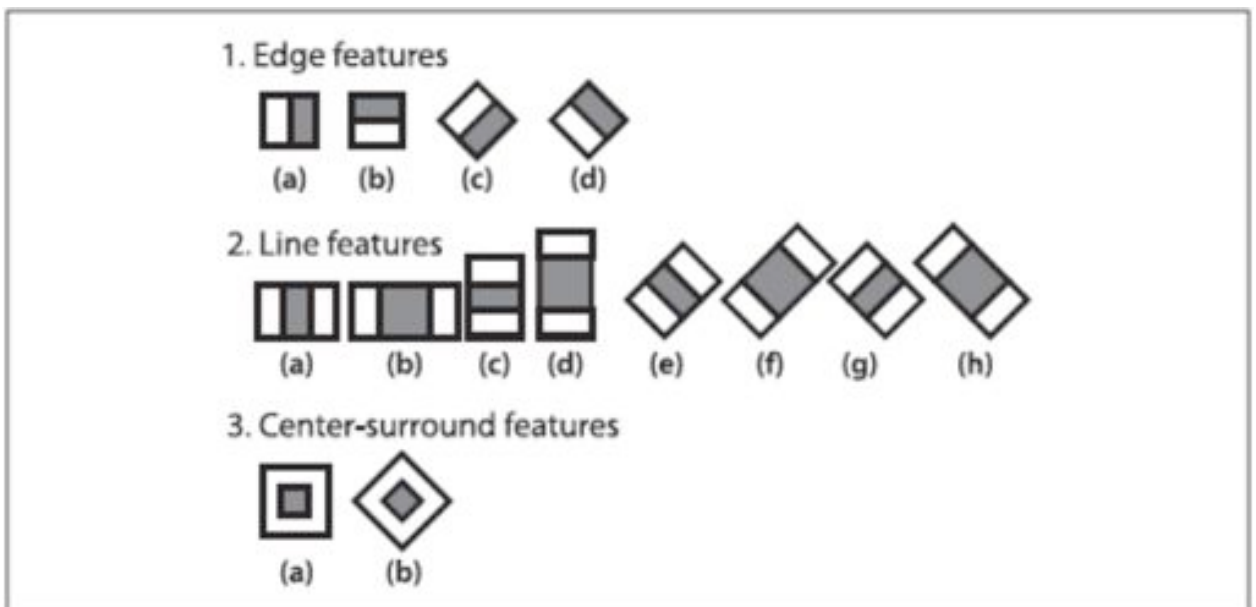 1. Edge features
(a) (b) (c) (d)
2. Line features
(a) (b) (c) (d) (e) (f) (g) (h)
3. Center-surround features
(a) (b)